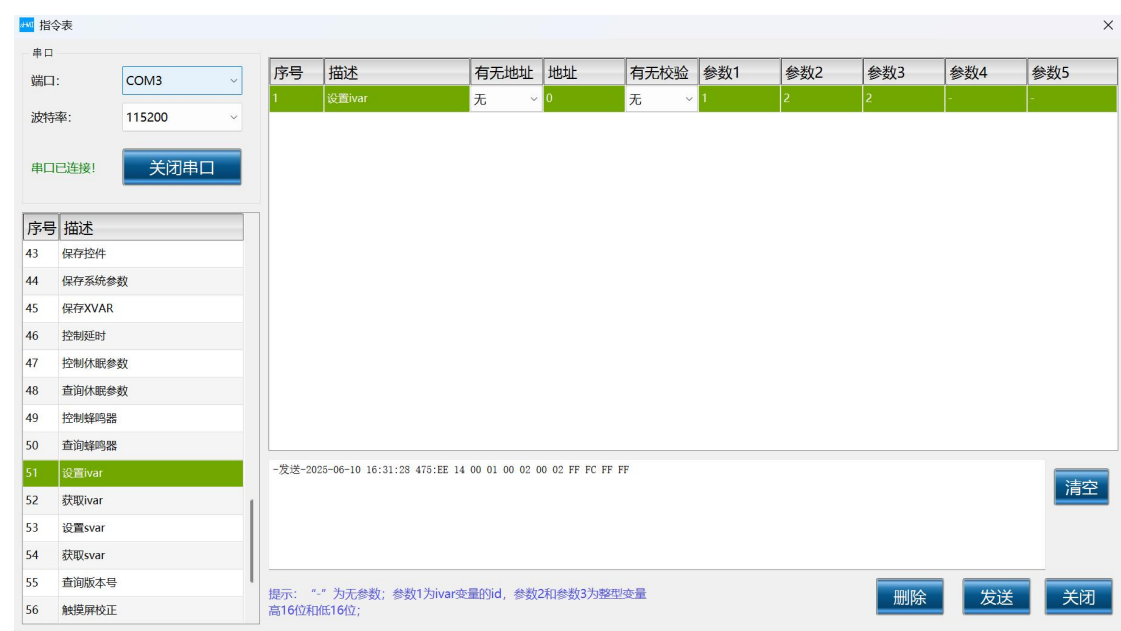 指令表
串口
端口:
COM3
波特率:
115200
串口已连接!
关闭串口
序号 描述
43 保存控件
44 保存系统参数
45 保存XVAR
46 控制延时
47 控制休眠参数
48 查询休眠参数
49 控制蜂鸣器
50 查询蜂鸣器
51 设置ivar
52 获取ivar
53 设置svar
54 获取svar
55 查询版本号
56 触摸屏校正
序号 描述 有无地址 地址 有无校验 参数1 参数2 参数3 参数4 参数5
1 设置ivar 无 0 无 1 2 2 - -
-发送-2025-06-10 16:31:28 475:EE 14 00 01 00 02 00 02 FF FC FF FF
清空
提示: “-”为无参数; 参数1为ivar变量的id, 参数2和参数3为整型变量
高16位和低16位;
删除
发送
关闭